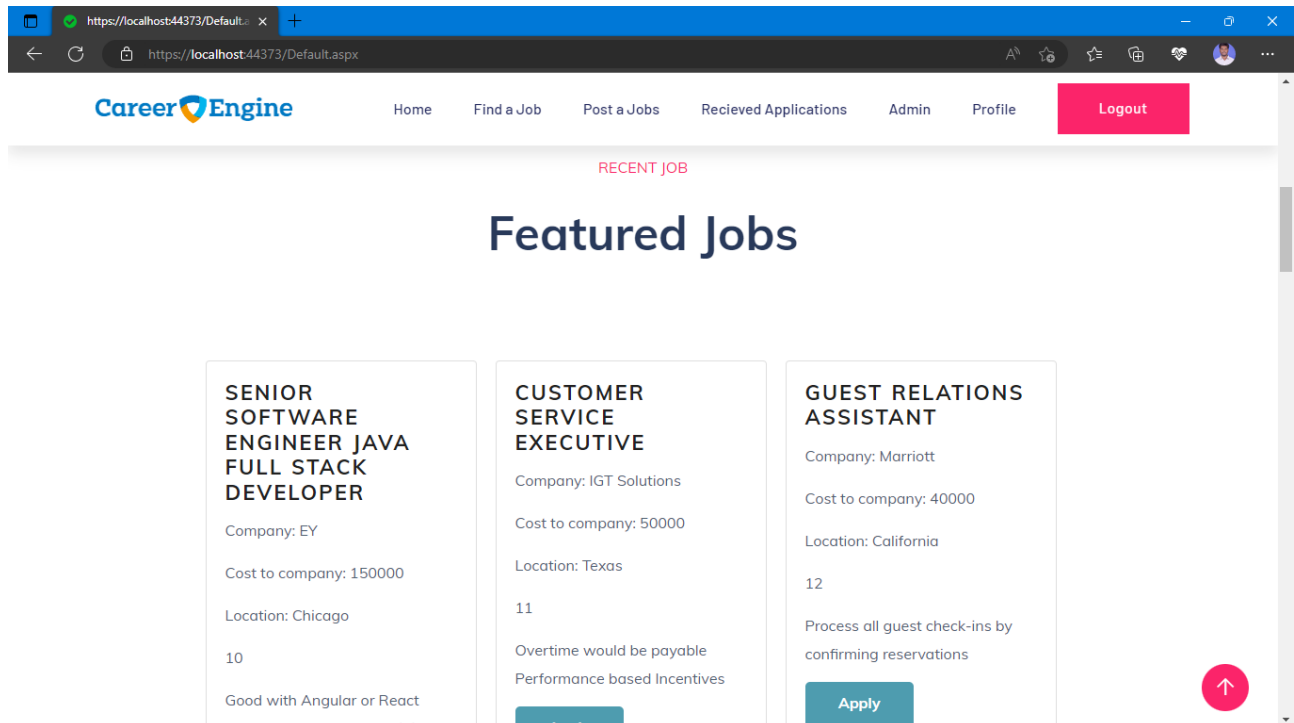 https://localhost:44373/Default.a
https://localhost:44373/Default.aspx
Career Engine
Home
Find a Job
Post a Jobs
Recieved Applications
Admin
Profile
Logout
RECENT JOB
Featured Jobs
SENIOR
SOFTWARE
ENGINEER JAVA
FULL STACK
DEVELOPER
Company: EY
Cost to company: 150000
Location: Chicago
10
Good with Angular or React
CUSTOMER
SERVICE
EXECUTIVE
Company: IGT Solutions
Cost to company: 50000
Location: Texas
11
Overtime would be payable
Performance based Incentives
GUEST RELATIONS
ASSISTANT
Company: Marriott
Cost to company: 40000
Location: California
12
Process all guest check-ins by
confirming reservations
Apply